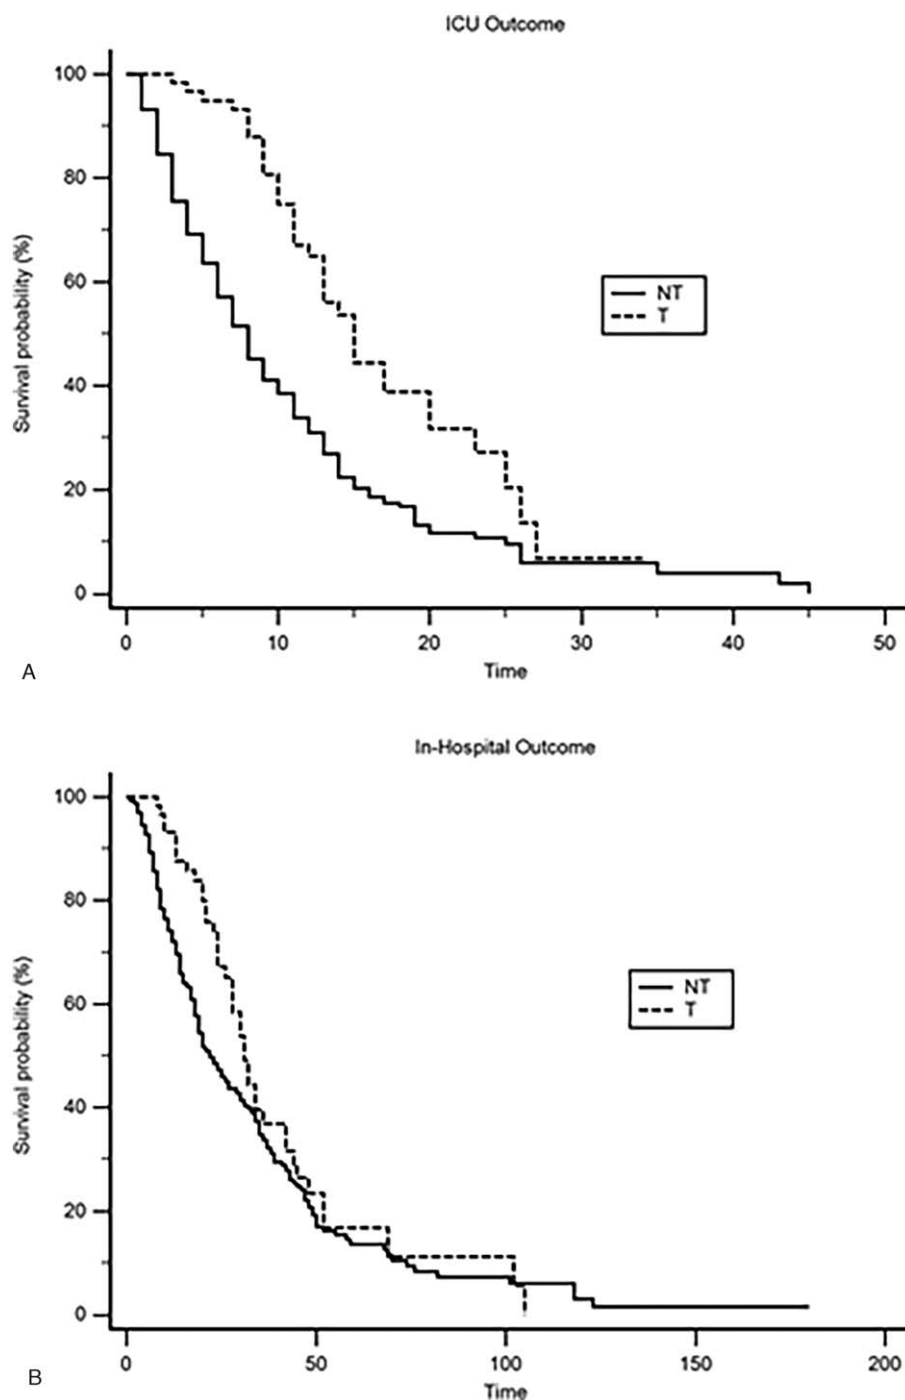 ICU Outcome
100
80
60
40
20
0
Survival probability (%)
NT
T
0 10 20 30 40 50
Time
A
In-Hospital Outcome
100
80
60
40
20
0
Survival probability (%)
NT
T
0 50 100 150 200
Time
B